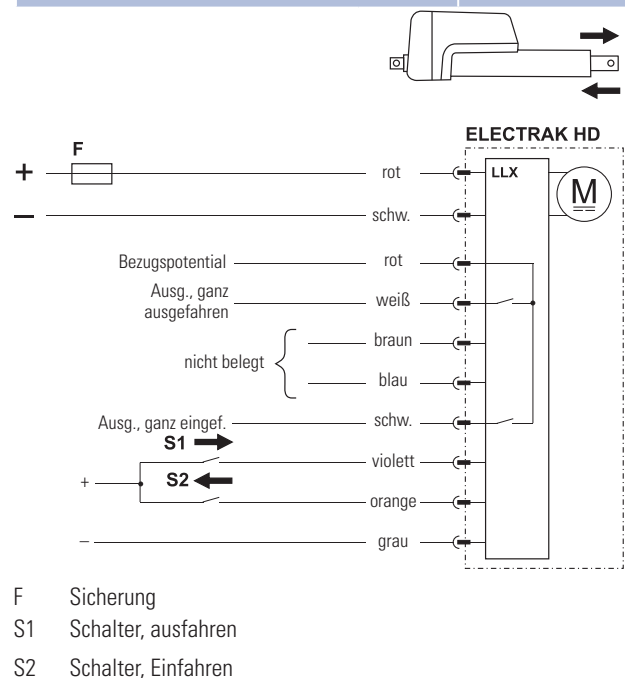 ELECTRAK HD
F
+ rot LLX M
– schw.
Bezugspotential rot
Ausg., ganz
ausgefahren weiß
braun
nicht belegt
blau
Ausg., ganz eingef. schw.
S1
violett
+ S2
orange
– grau
F Sicherung
S1 Schalter, ausfahren
S2 Schalter, Einfahren